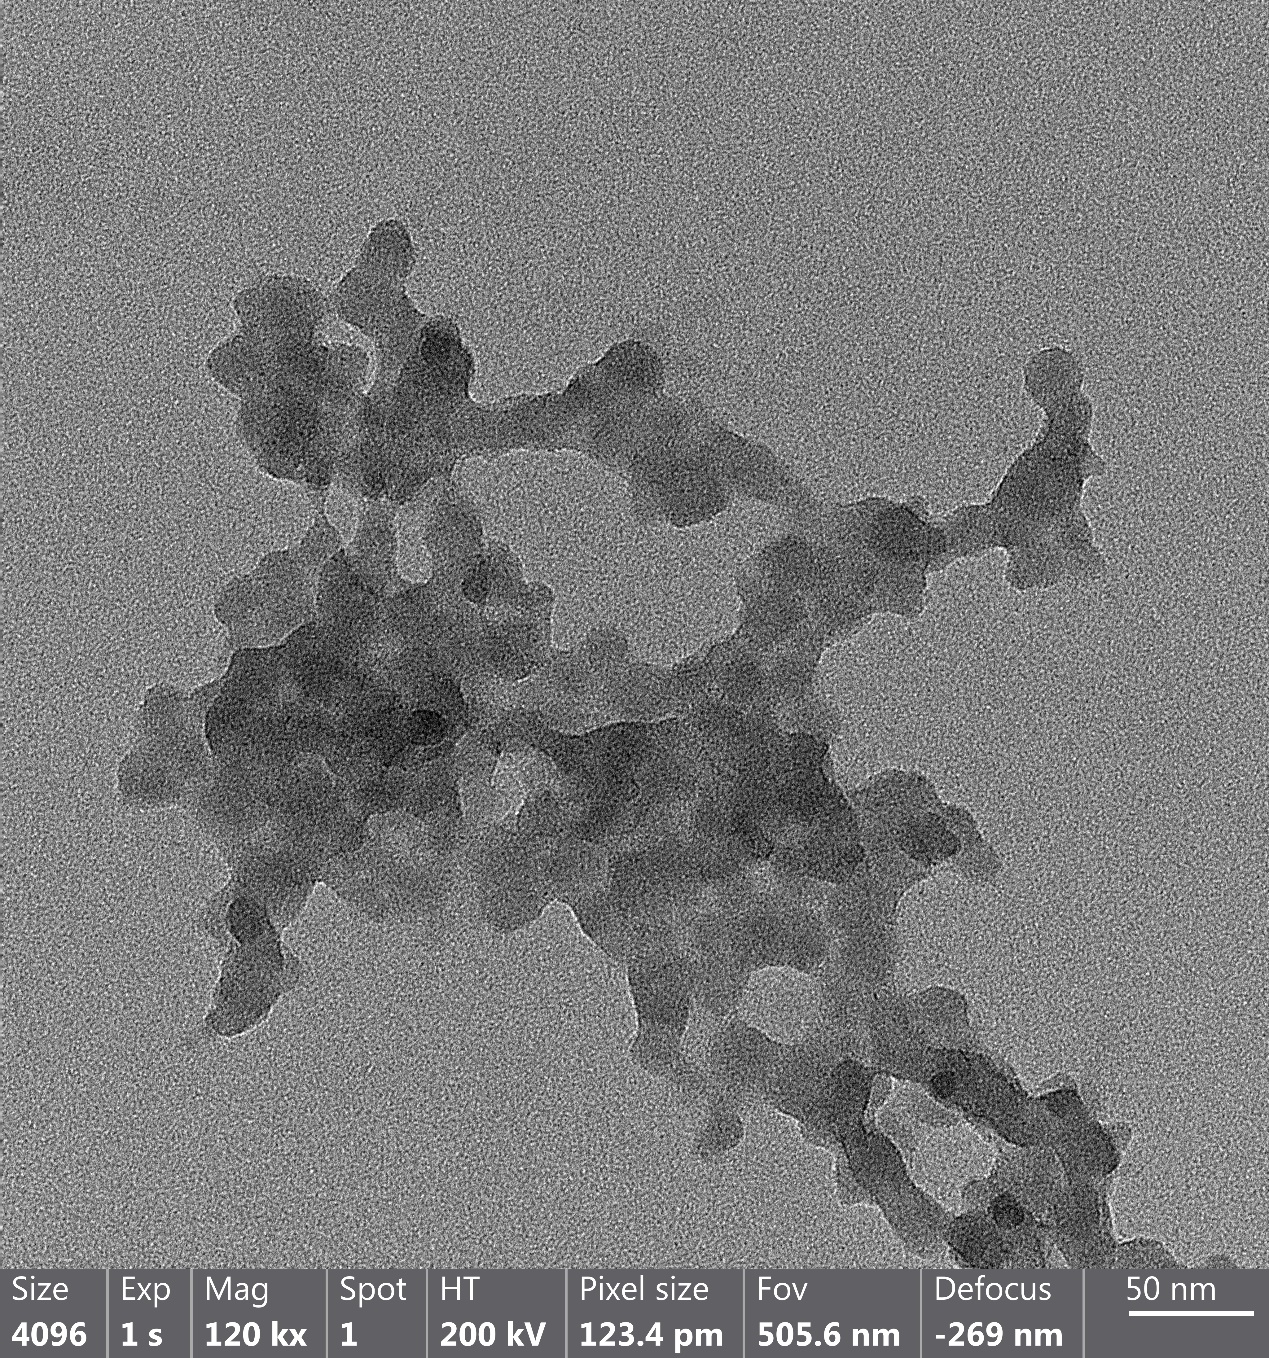 Size Exp Mag Spot HT Pixel size Fov Defocus 50 nm
4096 1 s 120 kx 1 200 kV 123.4 pm 505.6 nm -269 nm